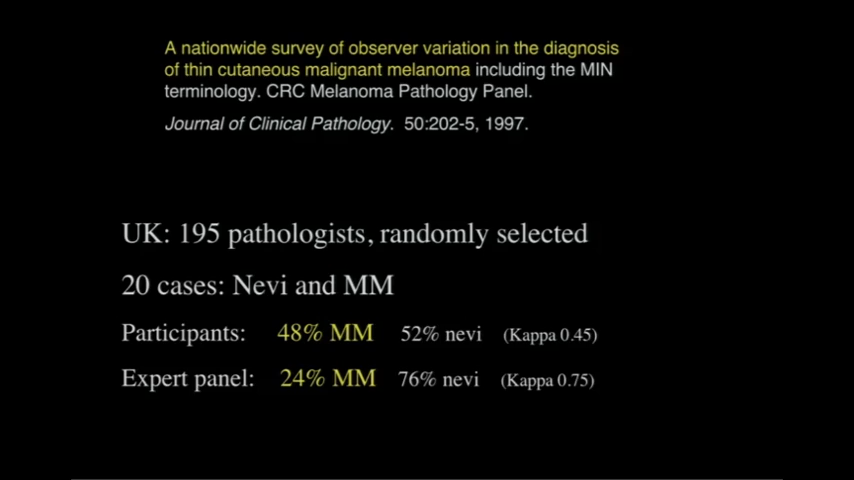 A nationwide survey of observer variation in the diagnosis
of thin cutaneous malignant melanoma including the MIN
terminology. CRC Melanoma Pathology Panel.
Journal of Clinical Pathology. 50:202-5, 1997.
UK: 195 pathologists, randomly selected
20 cases: Nevi and MM
Participants: 48% MM 52% nevi (Kappa 0.45)
Expert panel: 24% MM 76% nevi (Kappa 0.75)